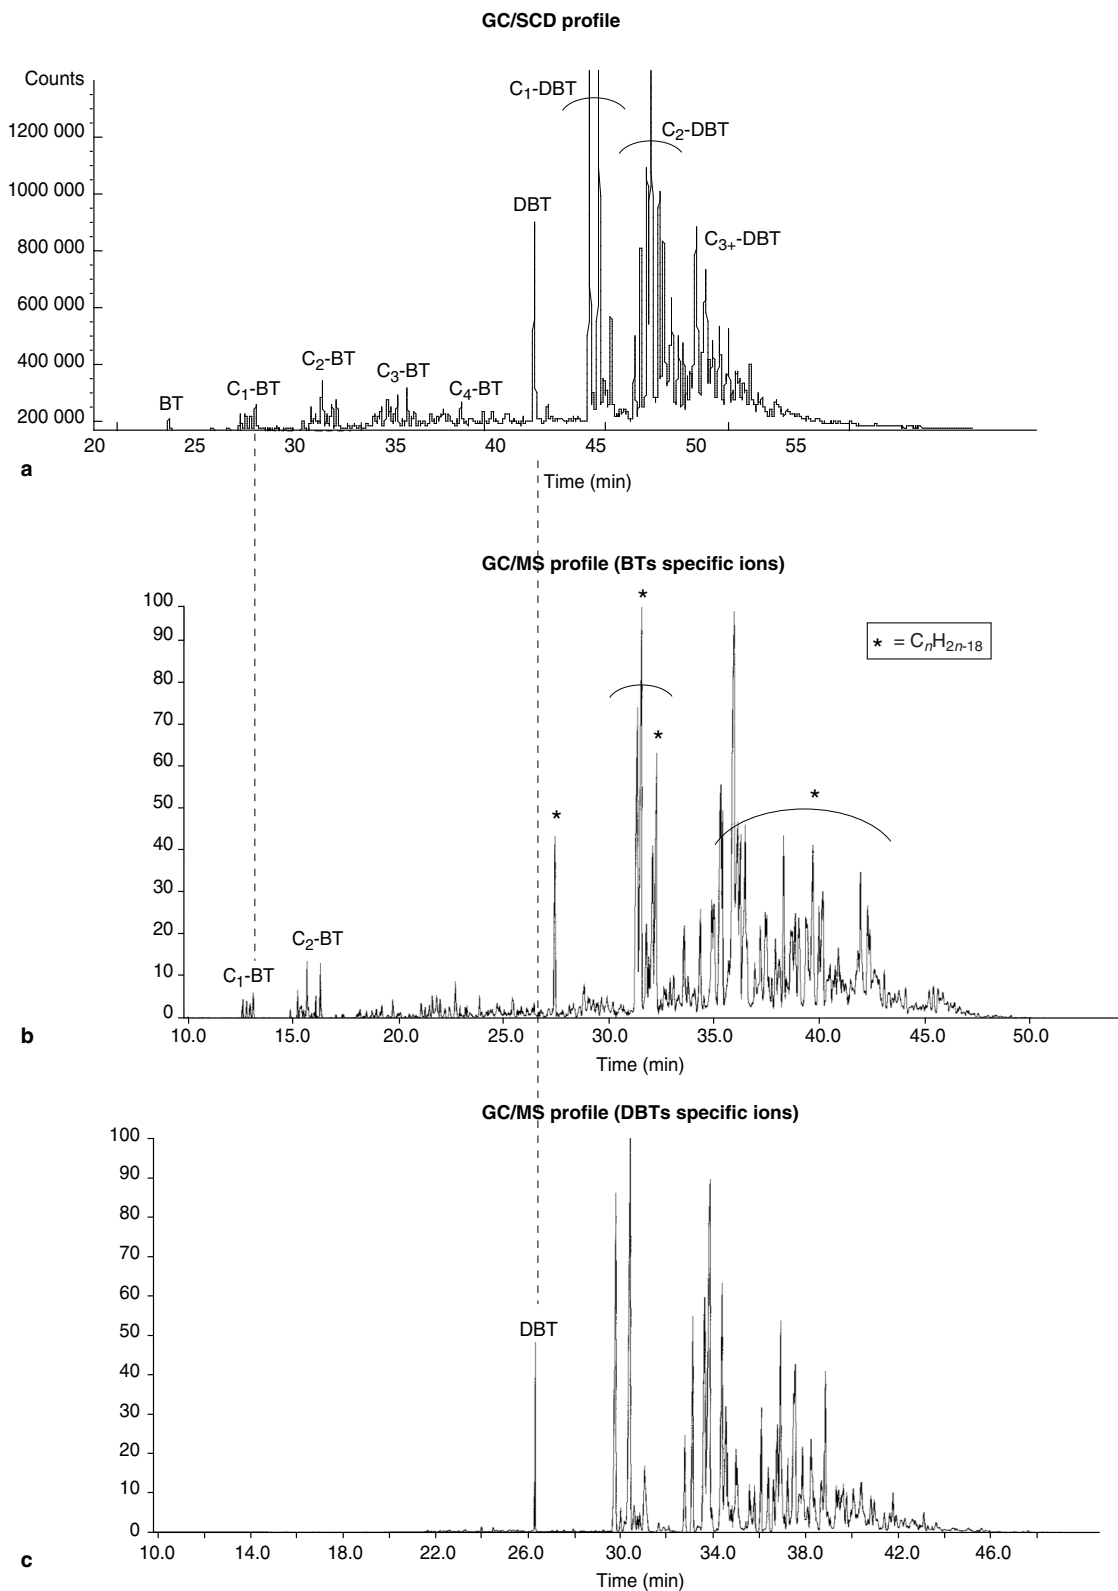 GC/SCD profile
Counts
C1-DBT
1200 000
C2-DBT
1000 000
DBT
800 000
C3+-DBT
600 000
400 000
C2-BT
C3-BT
C1-BT
C4-BT
BT
200 000
20 25 30 35 40 45 50 55
a
Time (min)
GC/MS profile (BTs specific ions)
100
*
90
* = CnH2n-18
80
70
*
60
*
50
*
40
30
20
C2-BT
C1-BT
10
0
10.0 15.0 20.0 25.0 30.0 35.0 40.0 45.0 50.0
b
Time (min)
GC/MS profile (DBTs specific ions)
100
90
80
70
60
DBT
50
40
30
20
10
0
10.0 14.0 18.0 22.0 26.0 30.0 34.0 38.0 42.0 46.0
c
Time (min)